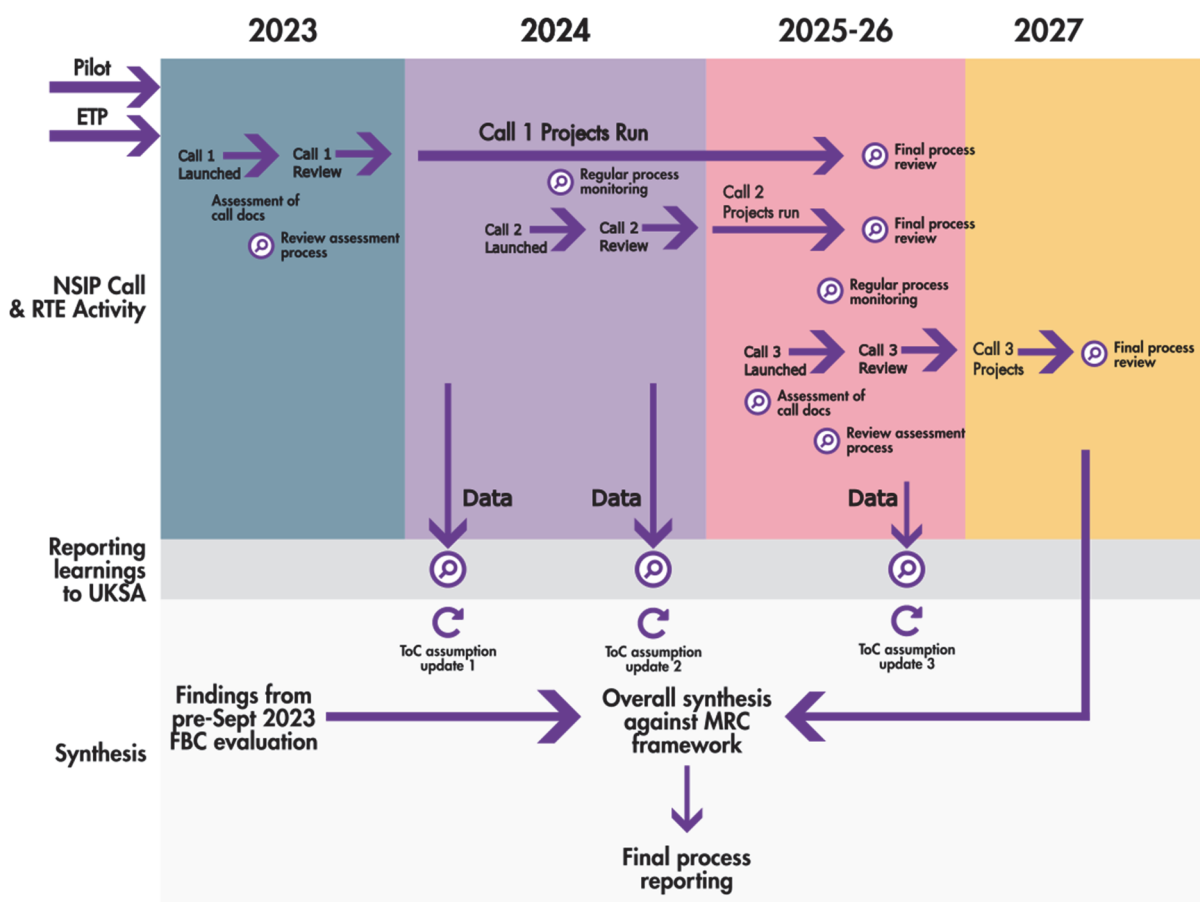 2023
2024
2025-26
2027
Pilot
ETP
NSIP Call
& RTE Activity
Call 1
Launched
Call 1
Review
Assessment of
call docs
Review assessment
process
Call 1 Projects Run
Regular process
monitoring
Call 2
Launched
Call 2
Review
Final process
review
Call 2
Projects run
Final process
review
Regular process
monitoring
Call 3
Launched
Call 3
Review
Assessment of
call docs
Review assessment
process
Call 3
Projects
Final process
review
Data
Data
Data
Reporting
learnings
to UKSA
ToC assumption
update 1
ToC assumption
update 2
ToC assumption
update 3
Synthesis
Findings from
pre-Sept 2023
FBC evaluation
Overall synthesis
against MRC
framework
Final process
reporting